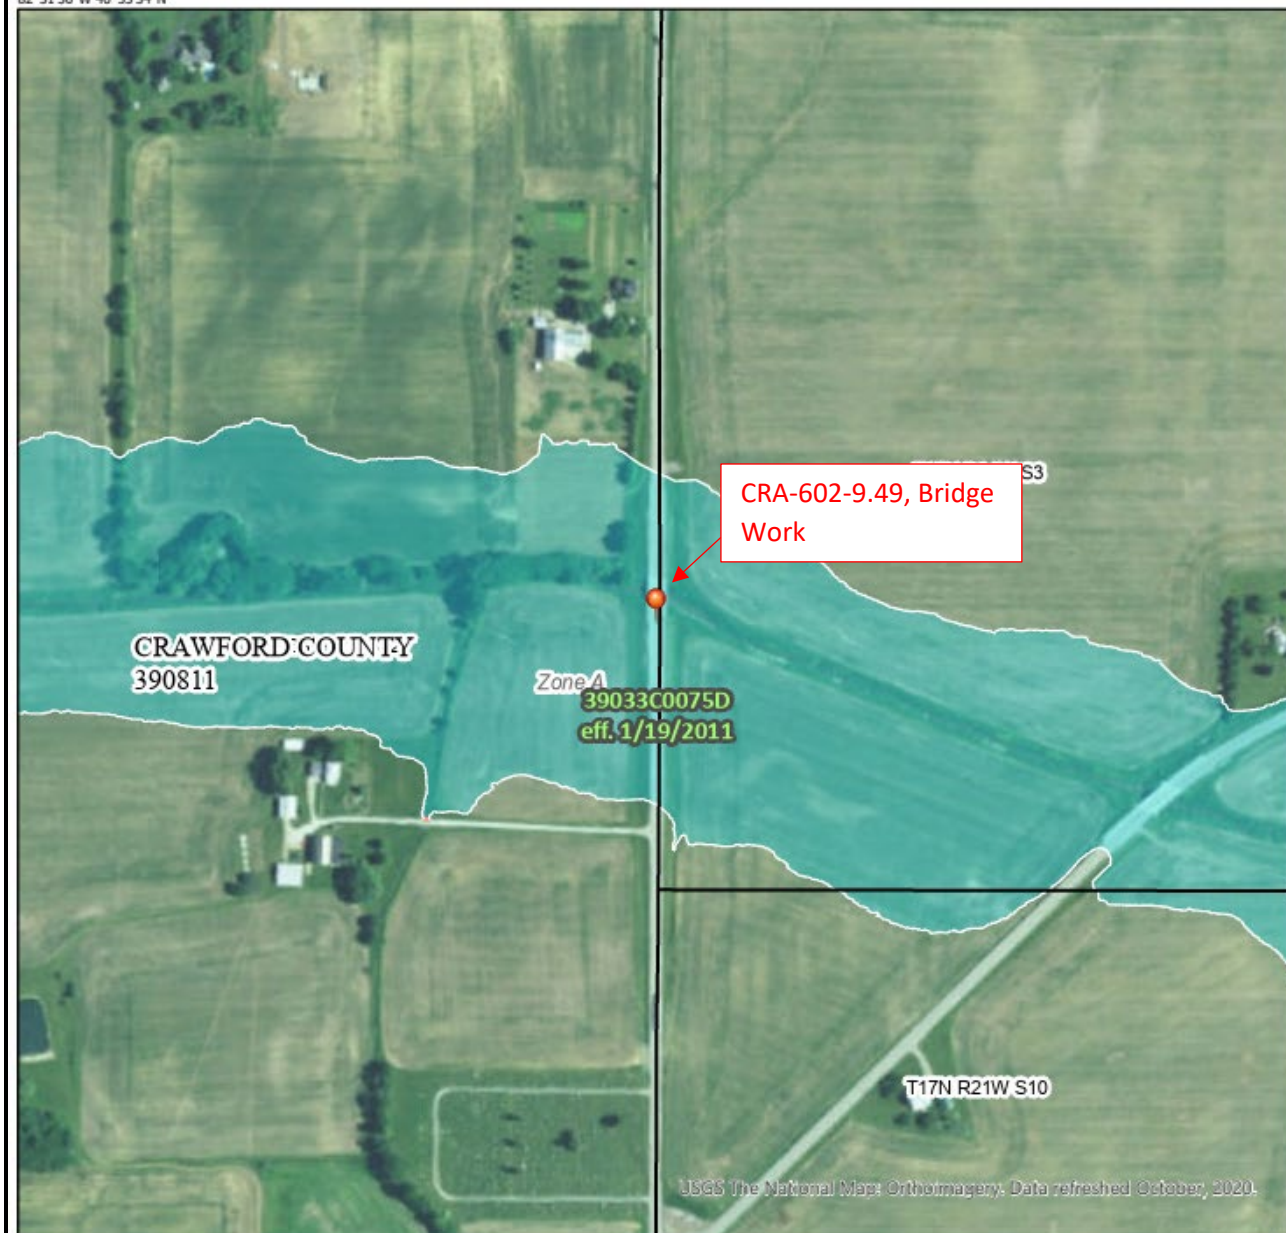 CRA-602-9.49, Bridge
Work
S3
CRAWFORD COUNTY
390811
Zone A
39033C0075D
eff. 1/19/2011
T17N R21W S10
USGS The National Map: Orthoimagery. Data refreshed October, 2020.